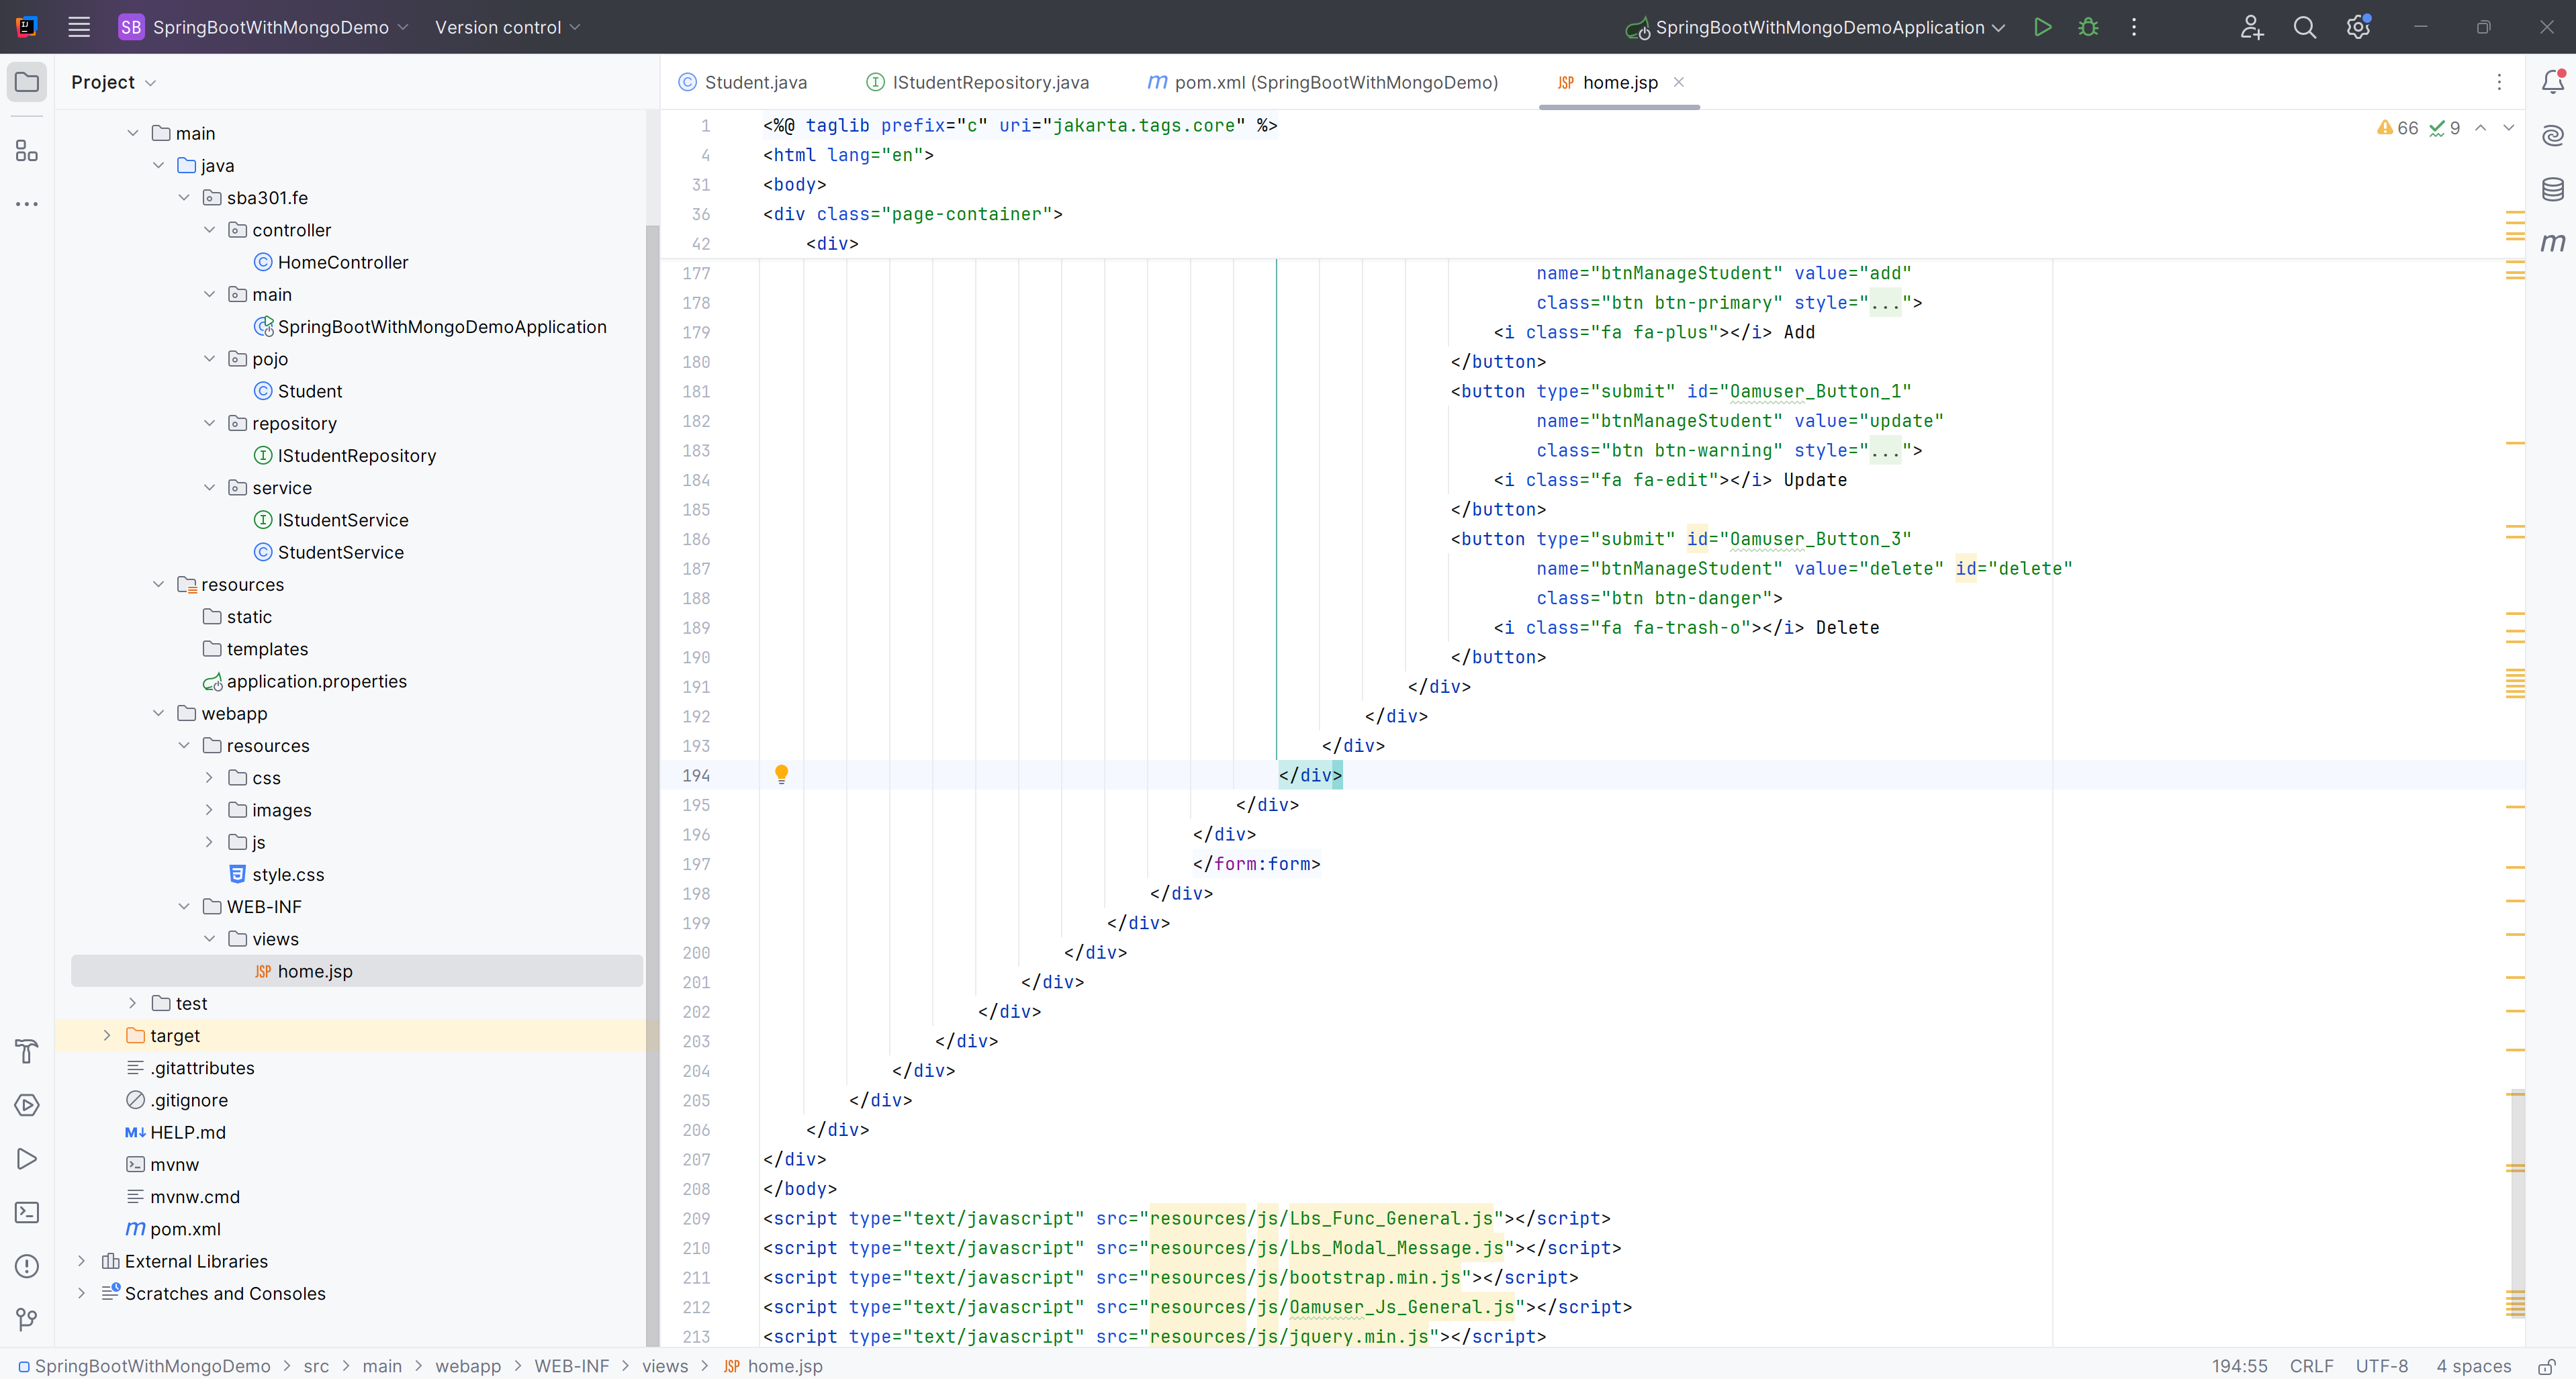 SB SpringBootWithMongoDemo Version control SpringBootWithMongoDemoApplication
Project
main
java
sba301.fe
controller
HomeController
main
SpringBootWithMongoDemoApplication
pojo
Student
repository
IStudentRepository
service
IStudentService
StudentService
resources
static
templates
application.properties
webapp
resources
css
images
js
style.css
WEB-INF
views
JSP home.jsp
test
target
.gitattributes
.gitignore
M↓ HELP.md
mvnw
mvnw.cmd
m pom.xml
External Libraries
Scratches and Consoles
Student.java IStudentRepository.java m pom.xml (SpringBootWithMongoDemo) JSP home.jsp
66 9
1 <%@ taglib prefix="c" uri="jakarta.tags.core" %>
4 <html lang="en">
31 <body>
36 <div class="page-container">
42 <div>
177 name="btnManageStudent" value="add"
178 class="btn btn-primary" style="...">
179 <i class="fa fa-plus"></i> Add
180 </button>
181 <button type="submit" id="Oamuser_Button_1"
182 name="btnManageStudent" value="update"
183 class="btn btn-warning" style="...">
184 <i class="fa fa-edit"></i> Update
185 </button>
186 <button type="submit" id="Oamuser_Button_3"
187 name="btnManageStudent" value="delete" id="delete"
188 class="btn btn-danger">
189 <i class="fa fa-trash-o"></i> Delete
190 </button>
191 </div>
192 </div>
193 </div>
194 </div>
195 </div>
196 </div>
197 </form:form>
198 </div>
199 </div>
200 </div>
201 </div>
202 </div>
203 </div>
204 </div>
205 </div>
206 </div>
207 </div>
208 </body>
209 <script type="text/javascript" src="resources/js/Lbs_Func_General.js"></script>
210 <script type="text/javascript" src="resources/js/Lbs_Modal_Message.js"></script>
211 <script type="text/javascript" src="resources/js/bootstrap.min.js"></script>
212 <script type="text/javascript" src="resources/js/Oamuser_Js_General.js"></script>
213 <script type="text/javascript" src="resources/js/jquery.min.js"></script>
SpringBootWithMongoDemo > src > main > webapp > WEB-INF > views > JSP home.jsp 194:55 CRLF UTF-8 4 spaces